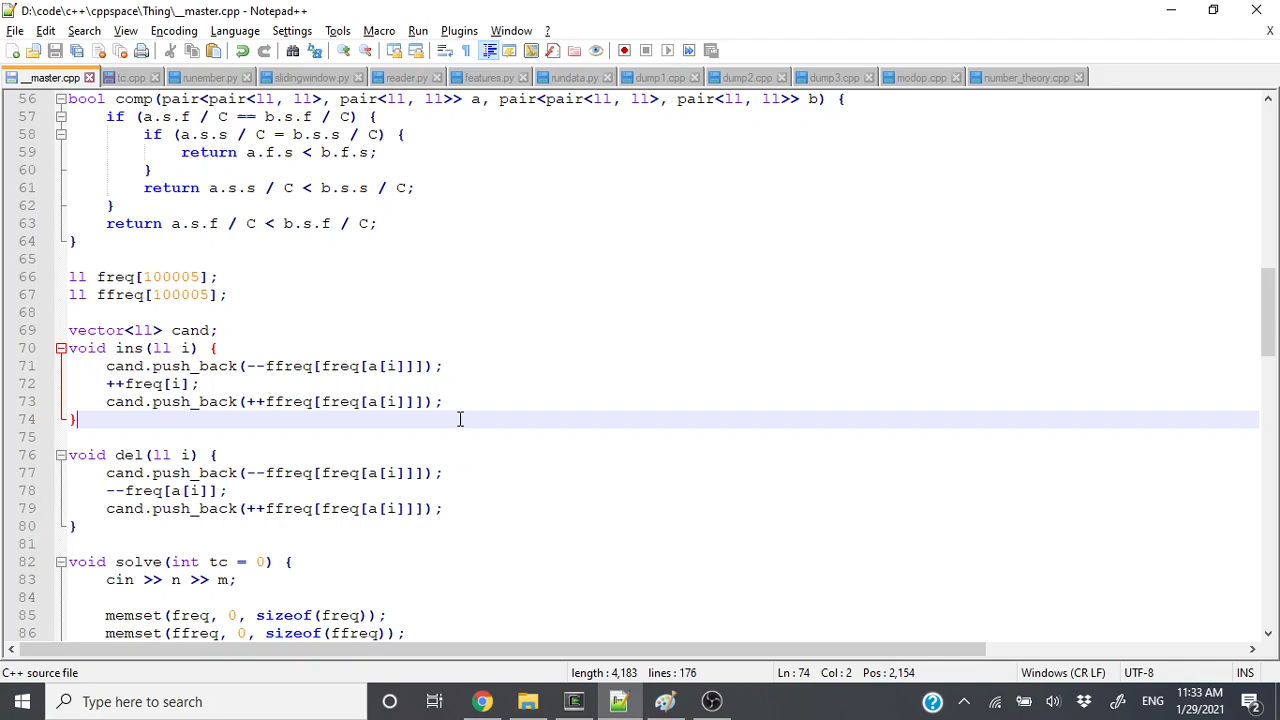 D:\code\c++\cppspace\Thing\__master.cpp - Notepad++
File Edit Search View Encoding Language Settings Tools Macro Run Plugins Window ? X
__master.cpp tc.cpp runember.py slidingwindow.py reader.py features.py rundata.py dump1.cpp dump2.cpp dump3.cpp modop.cpp number_theory.cpp
56 bool comp(pair<pair<ll, ll>, pair<ll, ll>> a, pair<pair<ll, ll>, pair<ll, ll>> b) {
57 if (a.s.f / C == b.s.f / C) {
58 if (a.s.s / C = b.s.s / C) {
59 return a.f.s < b.f.s;
60 }
61 return a.s.s / C < b.s.s / C;
62 }
63 return a.s.f / C < b.s.f / C;
64 }
65
66 ll freq[100005];
67 ll ffreq[100005];
68
69 vector<ll> cand;
70 void ins(ll i) {
71 cand.push_back(--ffreq[freq[a[i]]]);
72 ++freq[i];
73 cand.push_back(++ffreq[freq[a[i]]]);
74 }
75
76 void del(ll i) {
77 cand.push_back(--ffreq[freq[a[i]]]);
78 --freq[a[i]];
79 cand.push_back(++ffreq[freq[a[i]]]);
80 }
81
82 void solve(int tc = 0) {
83 cin >> n >> m;
84
85 memset(freq, 0, sizeof(freq));
86 memset(ffreq, 0, sizeof(ffreq));
C++ source file length : 4,183 lines : 176 Ln : 74 Col : 2 Pos : 2,154 Windows (CR LF) UTF-8 INS
Type here to search ENG 11:33 AM
1/29/2021 2